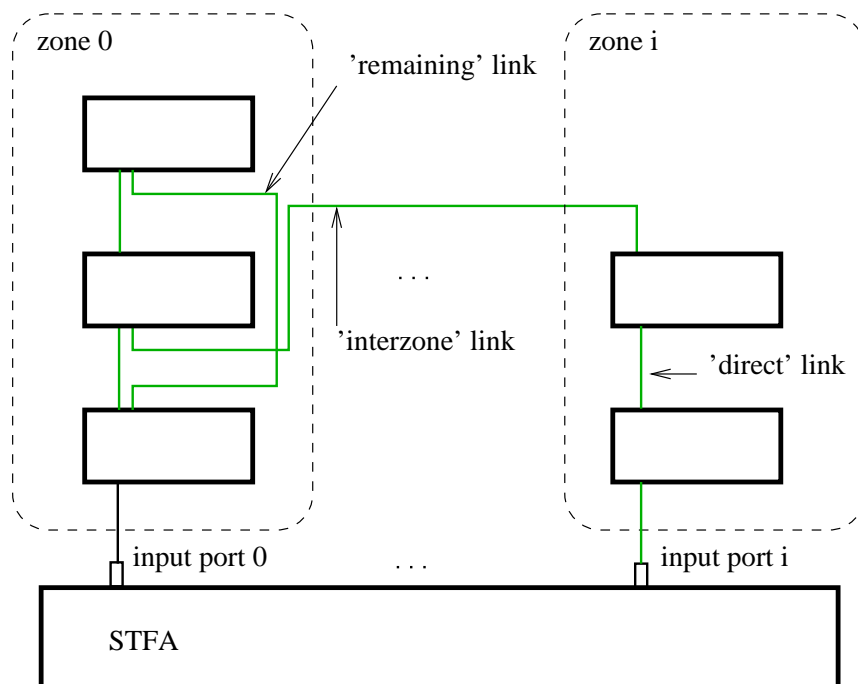 zone 0
zone i
’remaining’ link
. . .
’interzone’ link
’direct’ link
input port 0
. . .
input port i
STFA